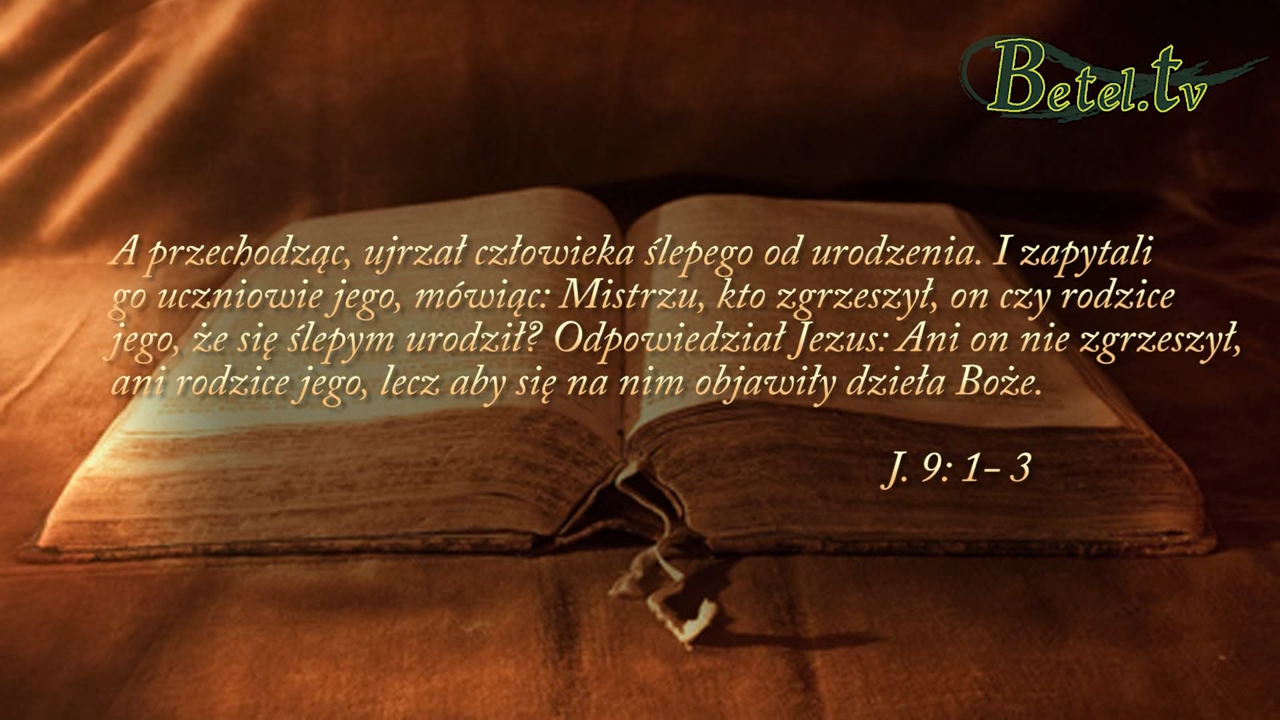 Betel.tv
A przechodząc, ujrzał człowieka ślepego od urodzenia. I zapytali
go uczniowie jego, mówiąc: Mistrzu, kto zgrzeszył, on czy rodzice
jego, że się ślepym urodził? Odpowiedział Jezus: Ani on nie zgrzeszył,
ani rodzice jego, lecz aby się na nim objawiły dzieła Boże.
J. 9: 1– 3